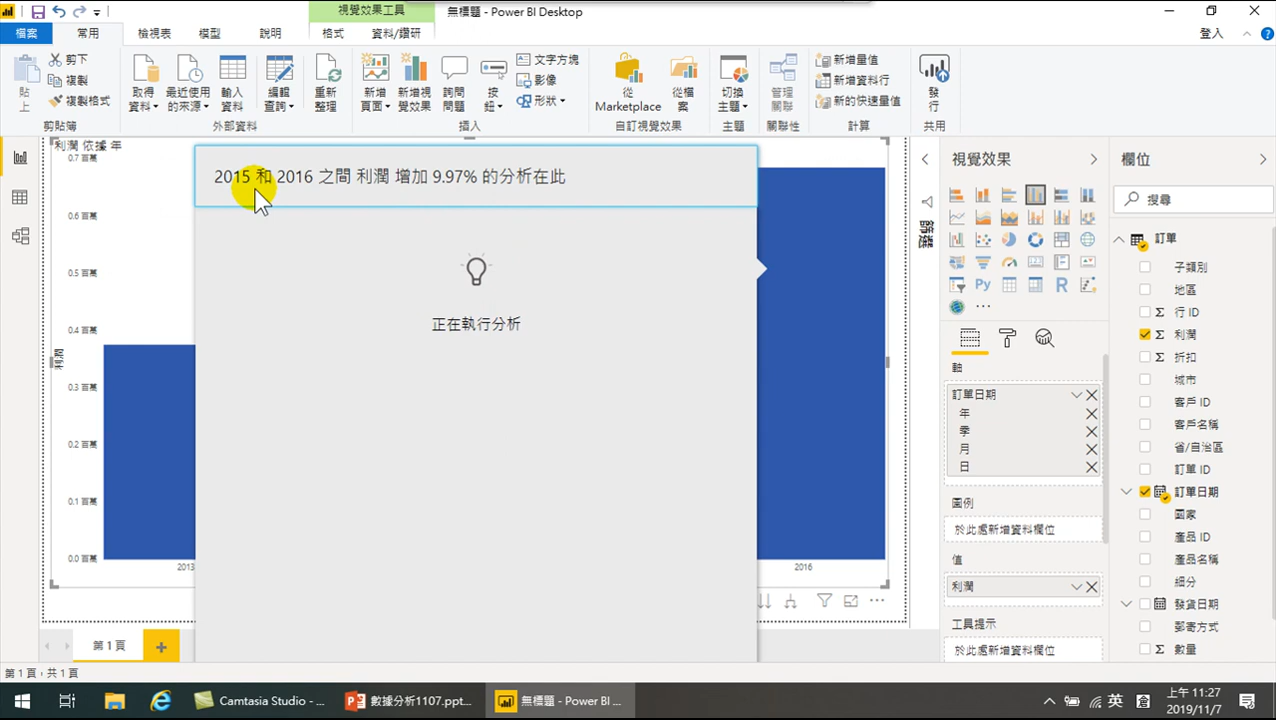 視覺效果工具
無標題 - Power BI Desktop
檔案
常用
檢視表
模型
說明
格式
資料/鑽研
登入
貼上
剪下
複製
複製格式
剪貼簿
取得資料
最近使用的來源
輸入資料
編輯查詢
重新整理
外部資料
新增頁面
新增視覺效果
詢問問題
按鈕
文字方塊
影像
形狀
插入
從 Marketplace
從檔案
自訂視覺效果
切換主題
主題
管理關聯
關聯性
新增量值
新增資料行
新的快速量值
計算
發行
共用
利潤 依據 年
0.7 百萬
0.6 百萬
0.5 百萬
0.4 百萬
0.3 百萬
0.2 百萬
0.1 百萬
0.0 百萬
利潤
2013
2016
2015 和 2016 之間 利潤 增加 9.97% 的分析在此
正在執行分析
篩選
視覺效果
Py
R
軸
訂單日期
年
季
月
日
圖例
於此處新增資料欄位
值
利潤
工具提示
於此處新增資料欄位
欄位
搜尋
訂單
子類別
地區
行 ID
利潤
折扣
城市
客戶 ID
客戶名稱
省/自治區
訂單 ID
訂單日期
國家
產品 ID
產品名稱
細分
發貨日期
郵寄方式
數量
第 1 頁
第 1 頁，共 1 頁
Camtasia Studio - ...
數據分析1107.ppt...
無標題 - Power BI ...
英
上午 11:27
2019/11/7